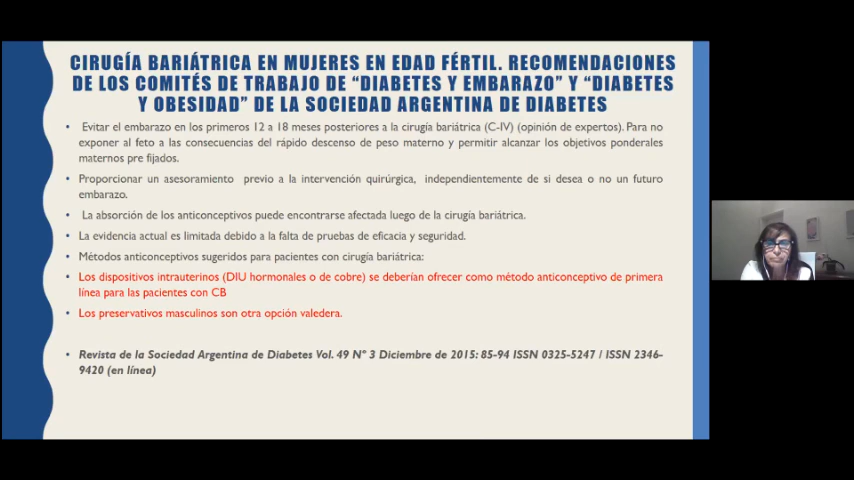 CIRUGÍA BARIÁTRICA EN MUJERES EN EDAD FÉRTIL. RECOMENDACIONES
DE LOS COMITÉS DE TRABAJO DE “DIABETES Y EMBARAZO” Y “DIABETES
Y OBESIDAD” DE LA SOCIEDAD ARGENTINA DE DIABETES
• Evitar el embarazo en los primeros 12 a 18 meses posteriores a la cirugía bariátrica (C-IV) (opinión de expertos). Para no
exponer al feto a las consecuencias del rápido descenso de peso materno y permitir alcanzar los objetivos ponderales
maternos pre fijados.
• Proporcionar un asesoramiento previo a la intervención quirúrgica, independientemente de si desea o no un futuro
embarazo.
• La absorción de los anticonceptivos puede encontrarse afectada luego de la cirugía bariátrica.
• La evidencia actual es limitada debido a la falta de pruebas de eficacia y seguridad.
• Métodos anticonceptivos sugeridos para pacientes con cirugía bariátrica:
• Los dispositivos intrauterinos (DIU hormonales o de cobre) se deberían ofrecer como método anticonceptivo de primera
línea para las pacientes con CB
• Los preservativos masculinos son otra opción valedera.
• Revista de la Sociedad Argentina de Diabetes Vol. 49 Nº 3 Diciembre de 2015: 85-94 ISSN 0325-5247 / ISSN 2346-
9420 (en línea)